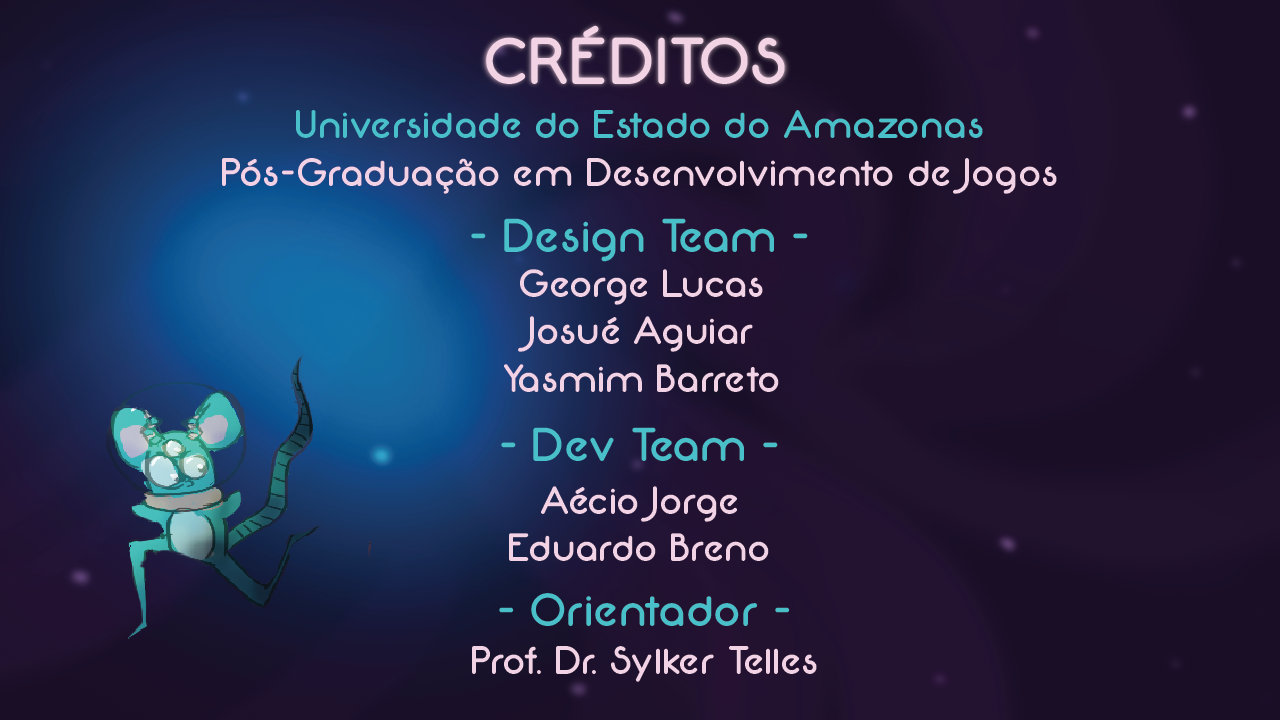 CRÉDITOS
Universidade do Estado do Amazonas
Pós-Graduação em Desenvolvimento de Jogos
- Design Team -
George Lucas
Josué Aguiar
Yasmim Barreto
- Dev Team -
Aécio Jorge
Eduardo Breno
- Orientador -
Prof. Dr. Sylker Telles